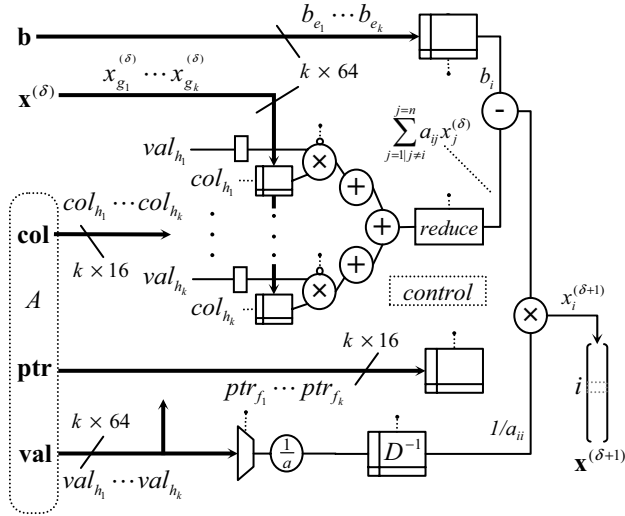 b b_{e_1} ··· b_{e_k}
k × 64
x^{(δ)} x_{g_1}^{(δ)} ··· x_{g_k}^{(δ)}
k × 64
b_i
-
val_{h_1}
×
\sum_{j=1|j≠i}^{j=n} a_{ij} x_j^{(δ)}
col_{h_1}
+
col col_{h_1} ··· col_{h_k}
k × 16
+
reduce
val_{h_k}
+
A
control
×
col_{h_k}
x_i^{(δ+1)}
×
k × 16
ptr
ptr_{f_1} ··· ptr_{f_k}
i
k × 64
1/a_{ii}
val
1/a
D^{-1}
x^{(δ+1)}
val_{h_1} ··· val_{h_k}